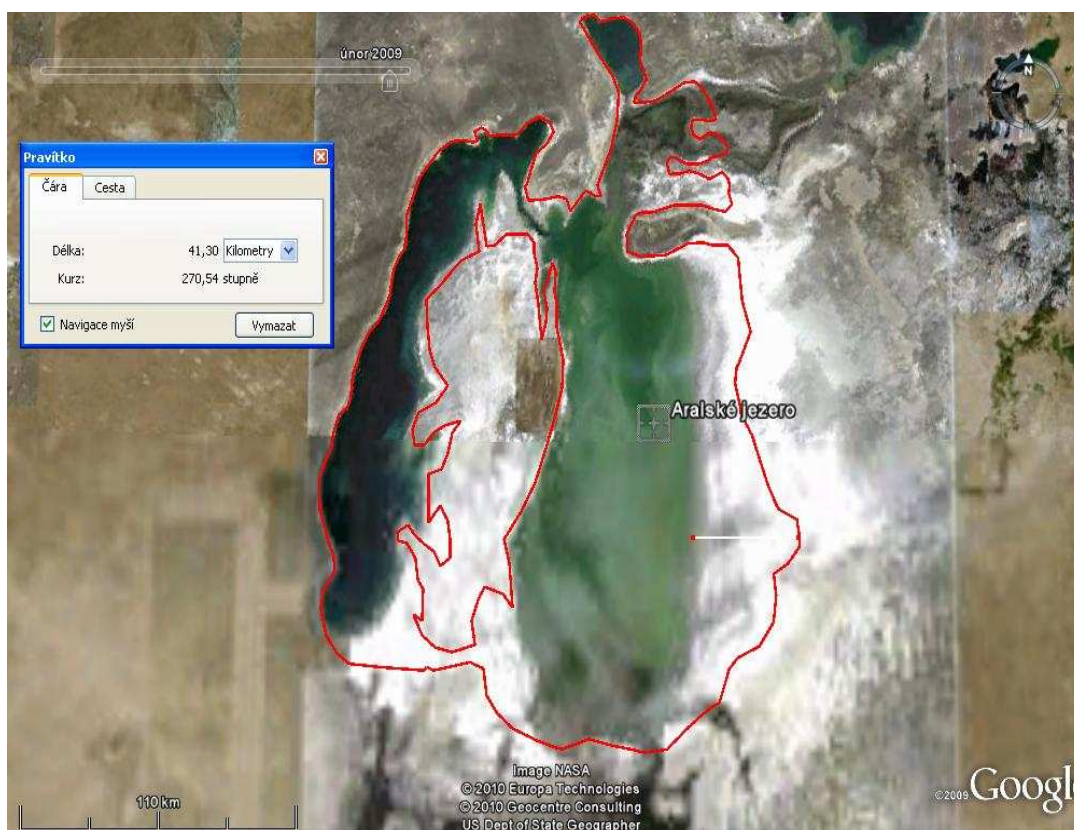 únor 2009
N
Pravítko
Čára Cesta
Délka: 41,30 Kilometry
Kurz: 270,54 stupně
Navigace myší Vymazat
Aralské jezero
Image NASA
© 2010 Europa Technologies
© 2010 Geocentre Consulting
US Dept of State Geographer
110 km
©2009 Google